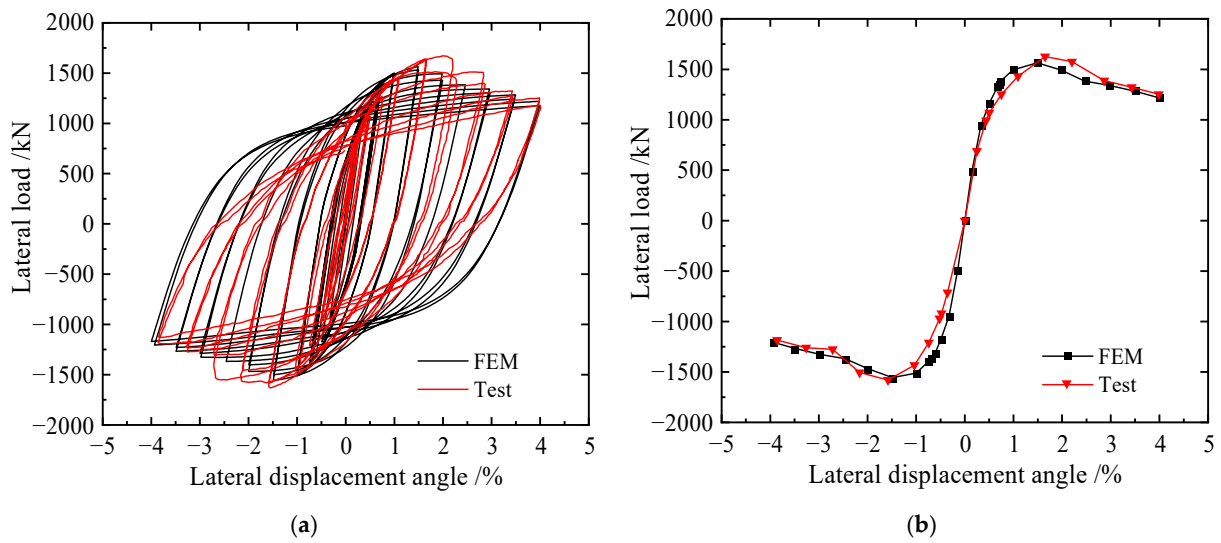 2000
1500
1000
500
0
−500
−1000
−1500
2000
Lateral load /kN
−5 −4 −3 −2 −1 0 1 2 3 4 5
Lateral displacement angle /%
FEM
Test
(a)
2000
1500
1000
500
0
−500
−1000
−1500
2000
Lateral load /kN
−5 −4 −3 −2 −1 0 1 2 3 4 5
Lateral displacement angle /%
FEM
Test
(b)